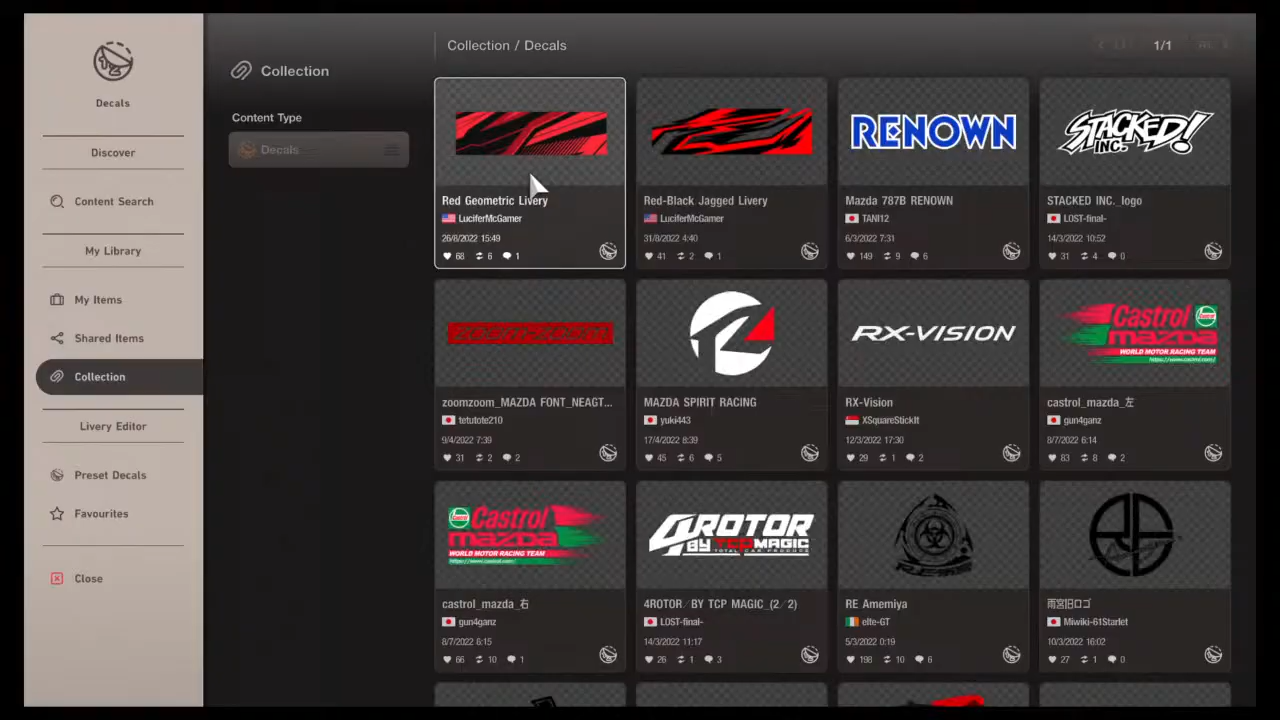 Decals
Discover
Content Search
My Library
My Items
Shared Items
Collection
Livery Editor
Preset Decals
Favourites
Close
Collection
Content Type
Decals
Collection / Decals
1/1
Red Geometric Livery
LuciferMcGamer
26/8/2022 15:49
68 6 1
Red-Black Jagged Livery
LuciferMcGamer
31/8/2022 4:40
41 2 1
RENOWN
Mazda 787B RENOWN
TANI12
6/3/2022 7:31
149 9 6
STACKED!
INC.
STACKED INC._logo
LOST-final-
14/3/2022 10:52
31 4 0
zoomzoom_MAZDA FONT_NEAGT...
tetutote210
9/4/2022 7:39
31 2 2
MAZDA SPIRIT RACING
yuki443
17/4/2022 8:39
45 6 5
RX-VISION
RX-Vision
XSquareStickIt
12/3/2022 17:30
29 1 2
Castrol
mazda
WORLD MOTOR RACING TEAM
castrol_mazda_左
gun4ganz
8/7/2022 6:14
83 8 2
Castrol
mazda
WORLD MOTOR RACING TEAM
castrol_mazda_右
gun4ganz
8/7/2022 6:15
66 10 1
4ROTOR
BY TCP MAGIC
TOTAL CAR PRODUCE
4ROTOR/BY TCP MAGIC_(2/2)
LOST-final-
14/3/2022 11:17
26 1 3
RE Amemiya
elte-GT
5/3/2022 0:19
198 10 6
雨宮旧ロゴ
Miwiki-61Starlet
10/3/2022 16:02
27 1 0